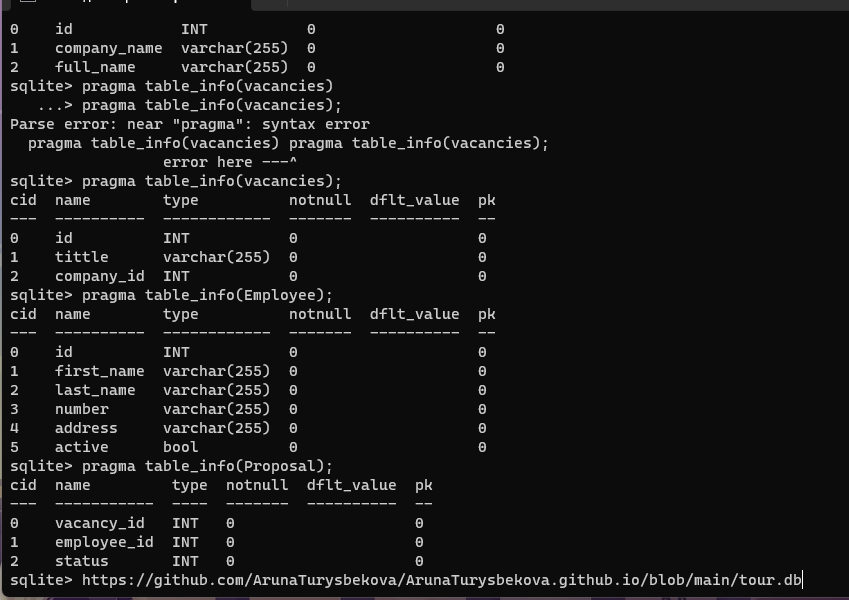 0    id            INT           0                    0
1    company_name  varchar(255)  0                    0
2    full_name     varchar(255)  0                    0
sqlite> pragma table_info(vacancies)
   ...> pragma table_info(vacancies);
Parse error: near "pragma": syntax error
  pragma table_info(vacancies) pragma table_info(vacancies);
                 error here ---^
sqlite> pragma table_info(vacancies);
cid  name        type          notnull  dflt_value  pk
---  ----------  ------------  -------  ----------  --
0    id          INT           0                    0
1    tittle      varchar(255)  0                    0
2    company_id  INT           0                    0
sqlite> pragma table_info(Employee);
cid  name        type          notnull  dflt_value  pk
---  ----------  ------------  -------  ----------  --
0    id          INT           0                    0
1    first_name  varchar(255)  0                    0
2    last_name   varchar(255)  0                    0
3    number      varchar(255)  0                    0
4    address     varchar(255)  0                    0
5    active      bool          0                    0
sqlite> pragma table_info(Proposal);
cid  name         type  notnull  dflt_value  pk
---  -----------  ----  -------  ----------  --
0    vacancy_id   INT   0                    0
1    employee_id  INT   0                    0
2    status       INT   0                    0
sqlite> https://github.com/ArunaTurysbekova/ArunaTurysbekova.github.io/blob/main/tour.db